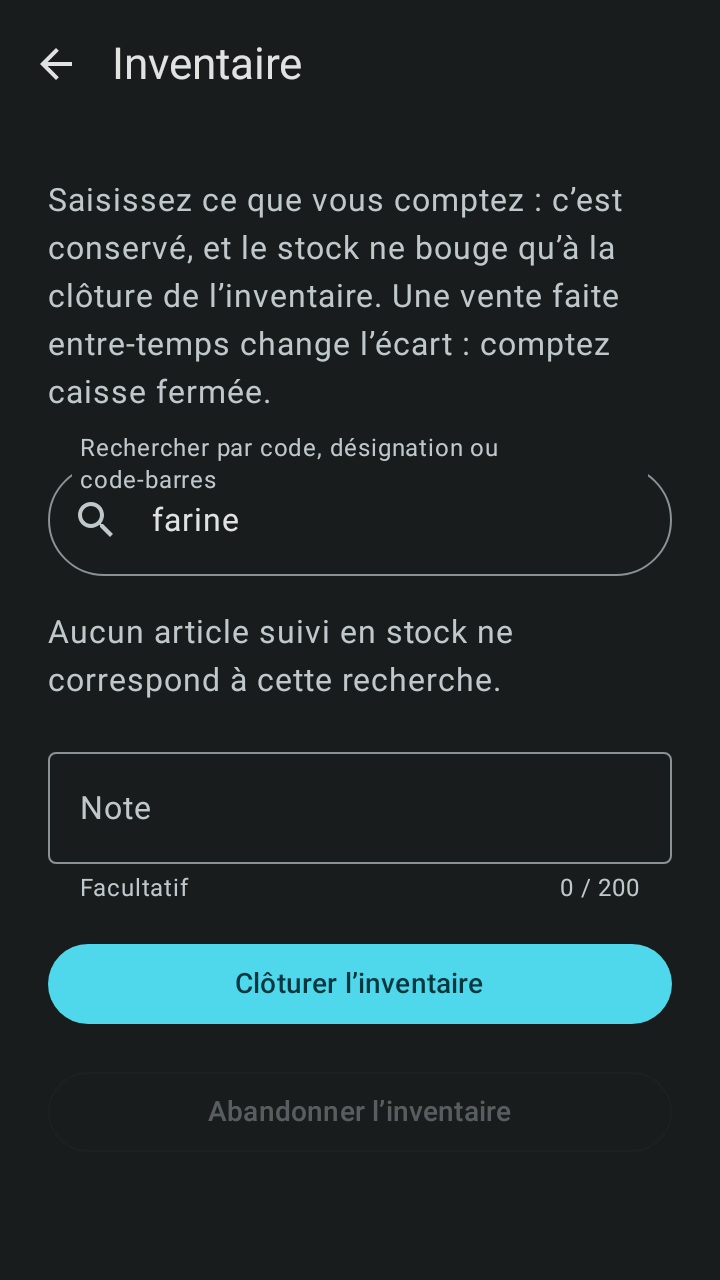 Inventaire
Saisissez ce que vous comptez : c’est
conservé, et le stock ne bouge qu’à la
clôture de l’inventaire. Une vente faite
entre-temps change l’écart : comptez
caisse fermée.
Rechercher par code, désignation ou
code-barres
farine
Aucun article suivi en stock ne
correspond à cette recherche.
Note
Facultatif 0 / 200
Clôturer l’inventaire
Abandonner l’inventaire